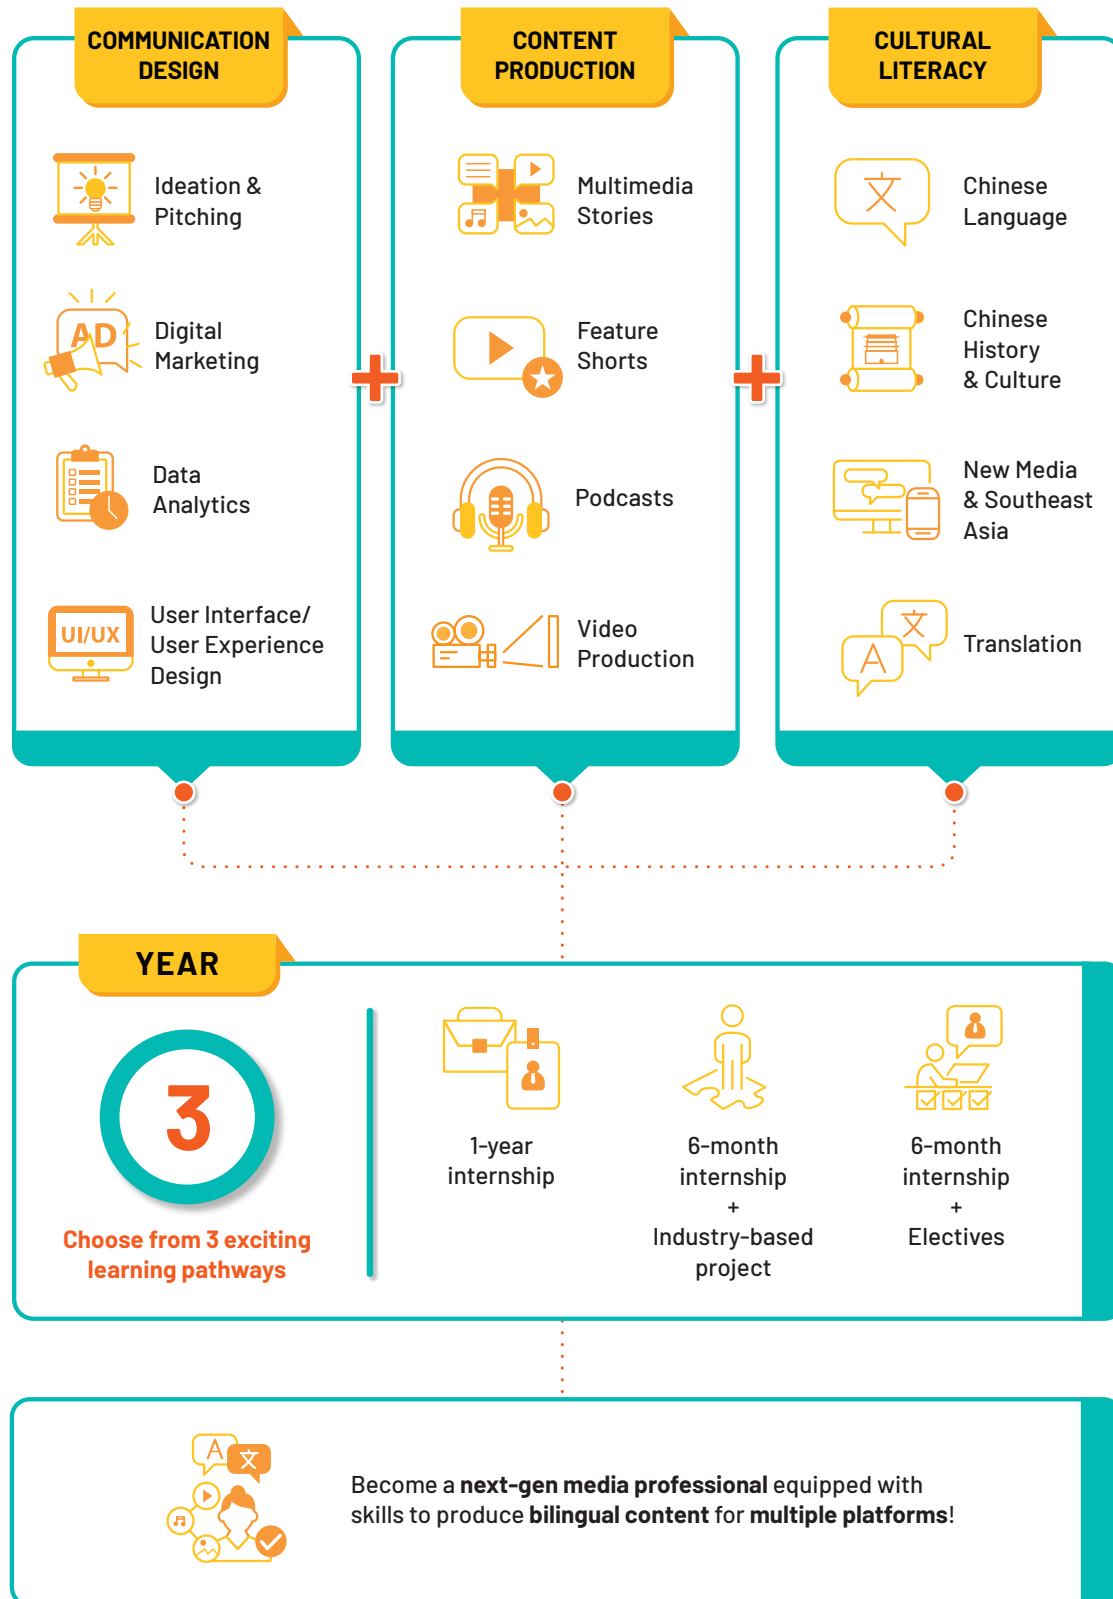 COMMUNICATION
DESIGN
Ideation &
Pitching
AD
Digital
Marketing
Data
Analytics
UI/UX
User Interface/
User Experience
Design
CONTENT
PRODUCTION
Multimedia
Stories
Feature
Shorts
Podcasts
Video
Production
CULTURAL
LITERACY
文
Chinese
Language
Chinese
History
& Culture
New Media
& Southeast
Asia
文
A
Translation
YEAR
3
Choose from 3 exciting
learning pathways
1-year
internship
6-month
internship
+
Industry-based
project
6-month
internship
+
Electives
A
文
Become a next-gen media professional equipped with
skills to produce bilingual content for multiple platforms!